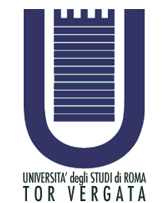 UNIVERSITA' degli STUDI di ROMA
TOR VERGATA